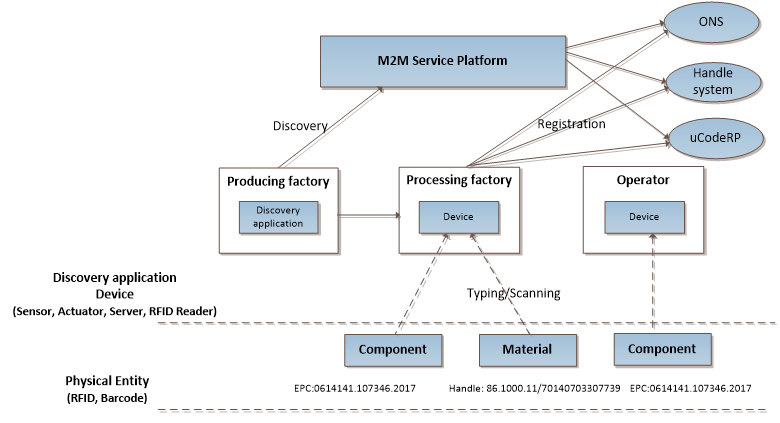 ONS
M2M Service Platform
Handle
system
Discovery
Registration
uCodeRP
Producing factory
Processing factory
Operator
Discovery
application
Device
Device
Discovery application
Device
(Sensor, Actuator, Server, RFID Reader)
Typing/Scanning
Component
Material
Component
Physical Entity
(RFID, Barcode)
EPC:0614141.107346.2017
Handle: 86.1000.11/70140703307739
EPC:0614141.107346.2017